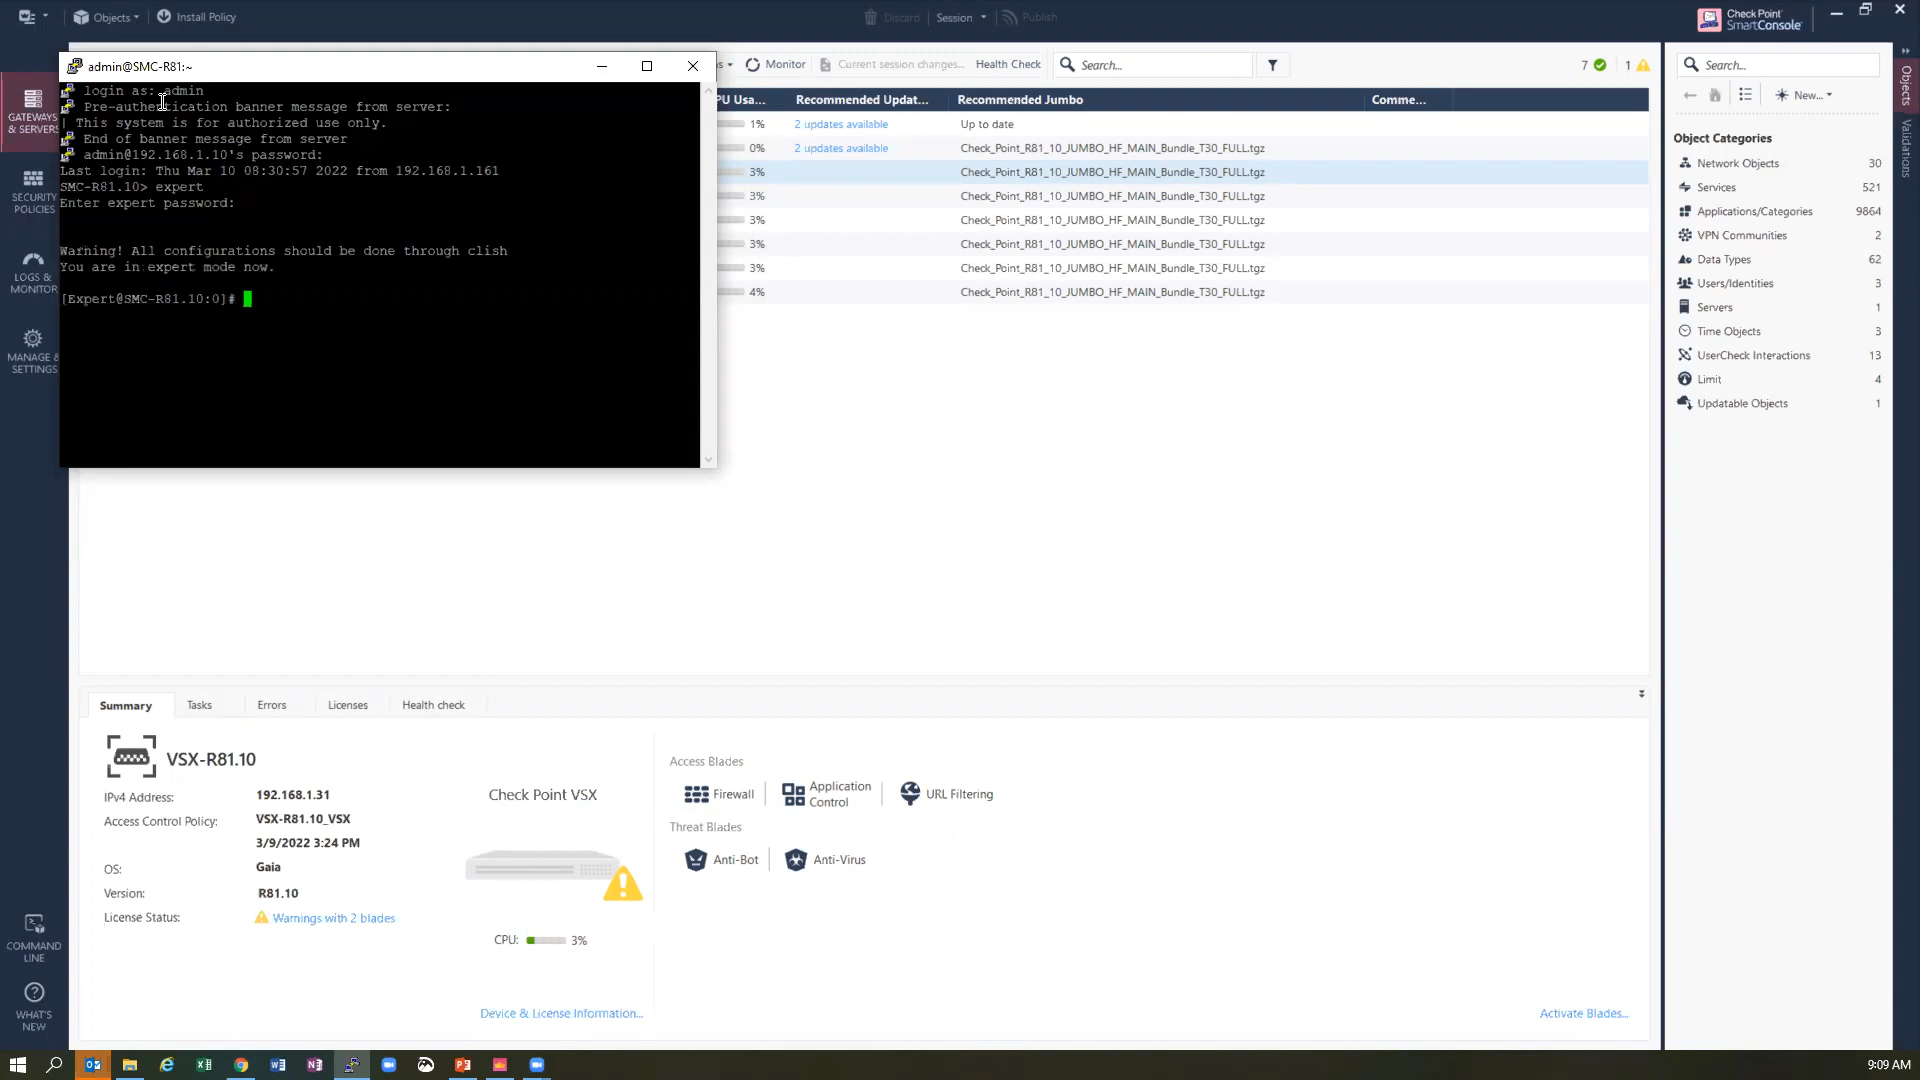 Objects
Install Policy
Discard
Session
Publish
Check Point
SmartConsole
admin@SMC-R81:~
login as: admin
Pre-authentication banner message from server:
| This system is for authorized use only.
End of banner message from server
admin@192.168.1.10's password:
Last login: Thu Mar 10 08:30:57 2022 from 192.168.1.161
SMC-R81.10> expert
Enter expert password:
Warning! All configurations should be done through clish
You are in expert mode now.
[Expert@SMC-R81.10:0]#
GATEWAYS
& SERVERS
SECURITY
POLICIES
LOGS &
MONITOR
MANAGE &
SETTINGS
COMMAND
LINE
WHAT'S
NEW
Monitor
Current session changes...
Health Check
Search...
7
1
PU Usa...
Recommended Updat...
Recommended Jumbo
Comme...
1%
2 updates available
Up to date
0%
2 updates available
Check_Point_R81_10_JUMBO_HF_MAIN_Bundle_T30_FULL.tgz
3%
Check_Point_R81_10_JUMBO_HF_MAIN_Bundle_T30_FULL.tgz
3%
Check_Point_R81_10_JUMBO_HF_MAIN_Bundle_T30_FULL.tgz
3%
Check_Point_R81_10_JUMBO_HF_MAIN_Bundle_T30_FULL.tgz
3%
Check_Point_R81_10_JUMBO_HF_MAIN_Bundle_T30_FULL.tgz
3%
Check_Point_R81_10_JUMBO_HF_MAIN_Bundle_T30_FULL.tgz
4%
Check_Point_R81_10_JUMBO_HF_MAIN_Bundle_T30_FULL.tgz
Summary
Tasks
Errors
Licenses
Health check
VSX-R81.10
IPv4 Address:
192.168.1.31
Access Control Policy:
VSX-R81.10_VSX
3/9/2022 3:24 PM
OS:
Gaia
Version:
R81.10
License Status:
Warnings with 2 blades
Check Point VSX
CPU:
3%
Device & License Information...
Access Blades
Firewall
Application
Control
URL Filtering
Threat Blades
Anti-Bot
Anti-Virus
Activate Blades...
Search...
New...
Object Categories
Network Objects 30
Services 521
Applications/Categories 9864
VPN Communities 2
Data Types 62
Users/Identities 3
Servers 1
Time Objects 3
UserCheck Interactions 13
Limit 4
Updatable Objects 1
Objects
Validations
9:09 AM